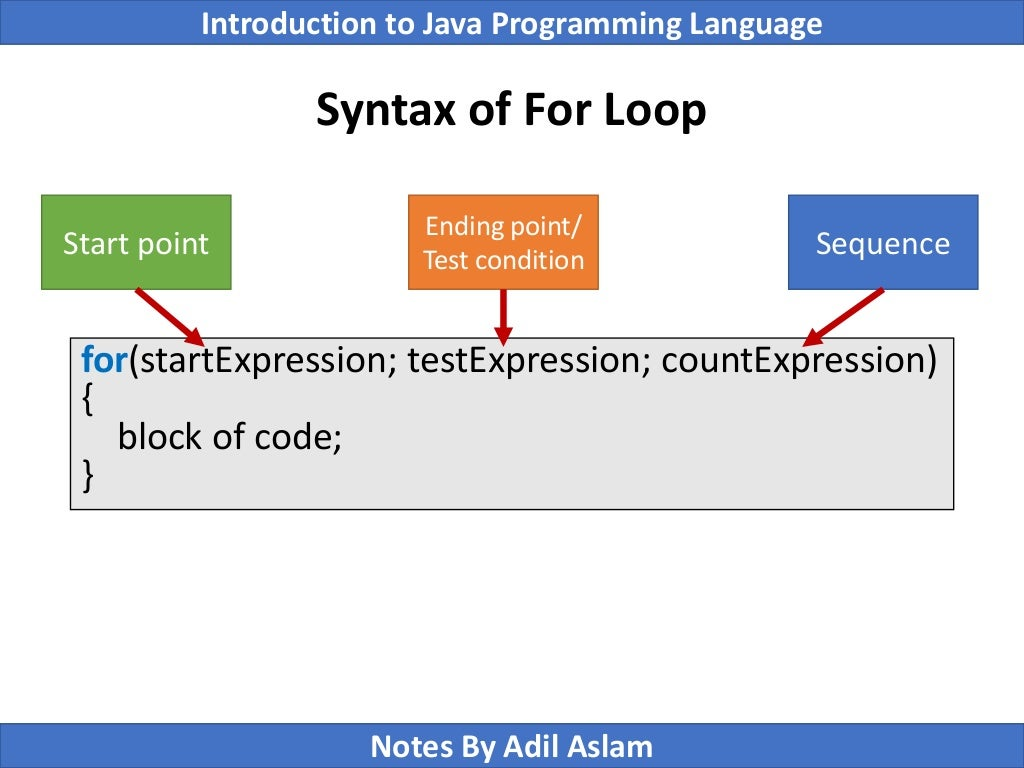 Introduction to Java Programming Language
Syntax of For Loop
Start point
Ending point/
Test condition
Sequence
for(startExpression; testExpression; countExpression)
{
block of code;
}
Notes By Adil Aslam